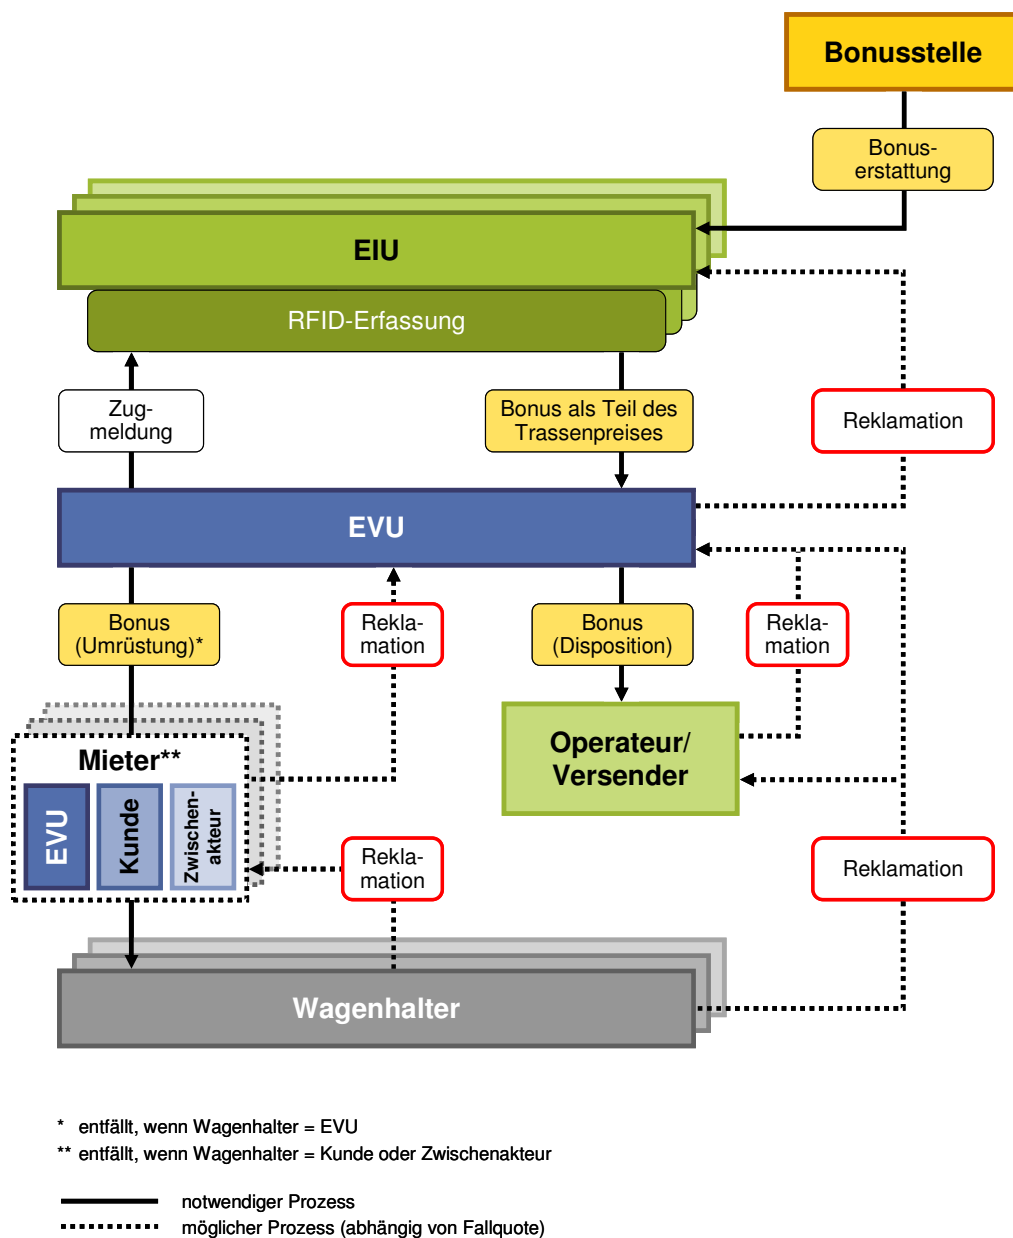 Bonusstelle
Bonus-
erstattung
EIU
RFID-Erfassung
Zug-
meldung
Bonus als Teil des
Trassenpreises
Reklamation
EVU
Bonus
(Umrüstung)*
Rekla-
mation
Bonus
(Disposition)
Rekla-
mation
Mieter**
EVU
Kunde
Zwischen-
akteur
Operateur/
Versender
Rekla-
mation
Reklamation
Wagenhalter
* entfällt, wenn Wagenhalter = EVU
** entfällt, wenn Wagenhalter = Kunde oder Zwischenakteur
notwendiger Prozess
möglicher Prozess (abhängig von Fallquote)